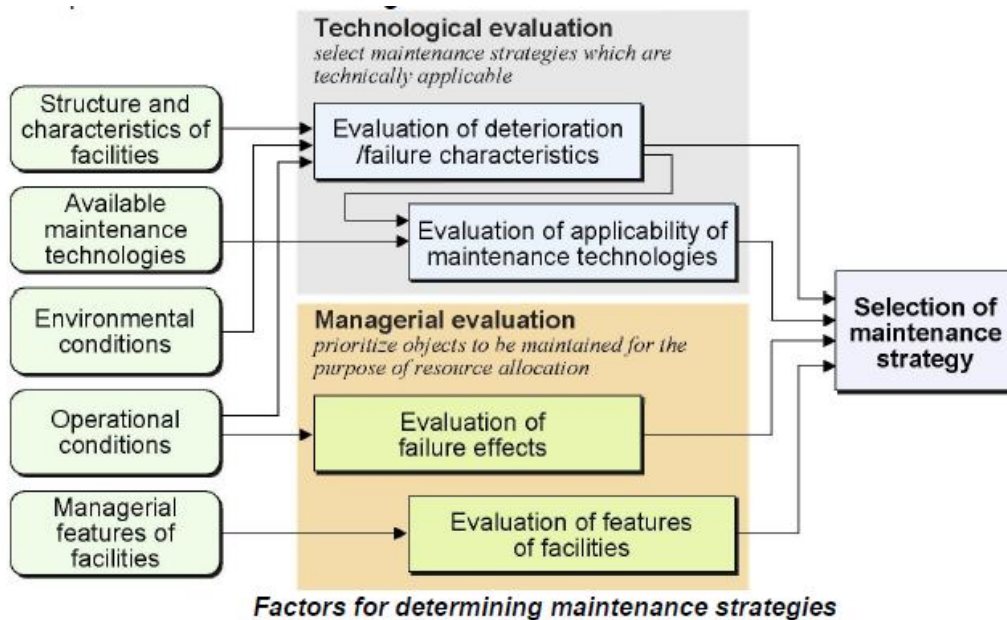 Technological evaluation
select maintenance strategies which are
technically applicable
Structure and
characteristics of
facilities
Evaluation of deterioration
/failure characteristics
Available
maintenance
technologies
Evaluation of applicability of
maintenance technologies
Environmental
conditions
Managerial evaluation
prioritize objects to be maintained for the
purpose of resource allocation
Selection of
maintenance
strategy
Operational
conditions
Evaluation of
failure effects
Managerial
features of
facilities
Evaluation of features
of facilities
Factors for determining maintenance strategies